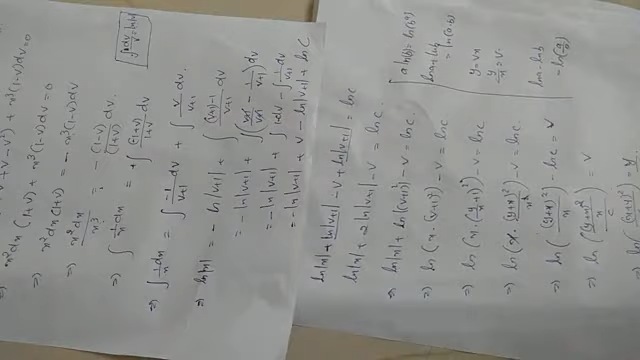 ⇒ x²dx(1+v) + x³(1-v)dv = 0
⇒ x²dx(1+v) = -x³(1-v)dv
⇒ x²dx/x³ = -(1-v)/(1+v) dv.
⇒ ∫ 1/x dx = + ∫ (-1+v)/(1+v) dv
⇒ ∫ 1/x dx = ∫ -1/(v+1) dv + ∫ v/(v+1) dv.
⇒ ln|x| = - ln|v+1| + ∫ ((v+1)-1)/(v+1) dv
= -ln|v+1| + ∫ ((v+1)/(v+1) - 1/(v+1)) dv
= -ln|v+1| + ∫ 1·dv - ∫ 1/(v+1) dv
= -ln|v+1| + v - ln|v+1| + ln C
ln|x| + ln|v+1| - v + ln|v+1| = ln C
ln|x| + 2 ln|v+1| - v = ln C.
⇒ ln|x| + ln|(v+1)²| - v = ln C.
⇒ ln (x·(v+1)²) - v = ln C
⇒ ln (x·(y/x+1)²) - v = ln C
⇒ ln (x·(y+x)²/x²) - v = ln C.
⇒ ln ((y+x)²/x) - ln C = v
⇒ ln ((y+x)²/x / C) = v
a ln(b) = ln(b^a)
ln a + ln b
= ln(a·b)
y = vx
y/x = v.
ln a - ln b
= ln(a/b)